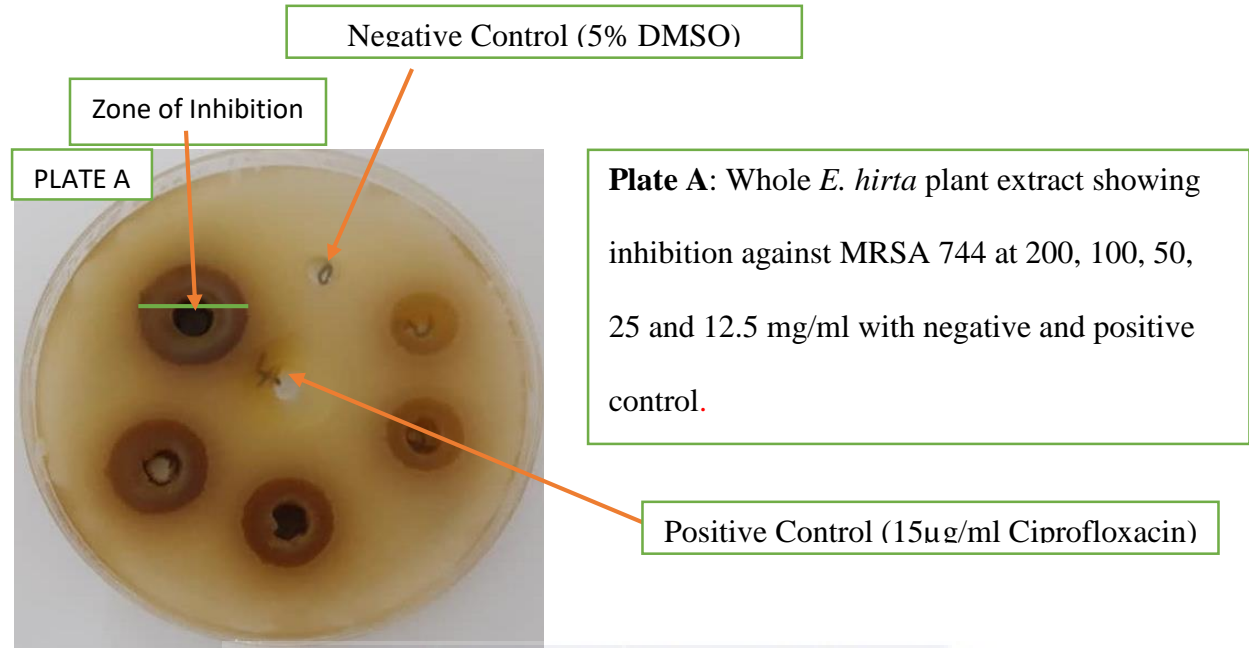 Negative Control (5% DMSO)
Zone of Inhibition
PLATE A
Plate A: Whole E. hirta plant extract showing
inhibition against MRSA 744 at 200, 100, 50,
25 and 12.5 mg/ml with negative and positive
control.
Positive Control (15µg/ml Ciprofloxacin)